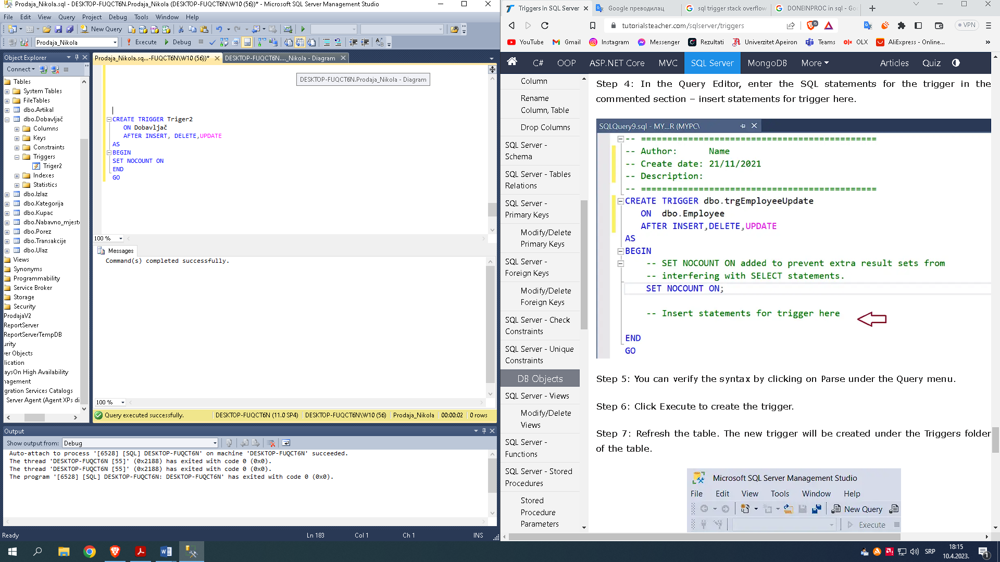 Prodaja_Nikola.sql - DESKTOP-FUQCT6N.Prodaja_Nikola (DESKTOP-FUQCT6N\W10 (56))* - Microsoft SQL Server Management Studio
File Edit View Query Project Debug Tools Window Help
New Query
Prodaja_Nikola Execute Debug
Object Explorer
Connect
Tables
System Tables
FileTables
dbo.Artikal
dbo.Dobavljač
Columns
Keys
Constraints
Triggers
Triger2
Indexes
Statistics
dbo.Izlaz
dbo.Kategorija
dbo.Kupac
dbo.Nabavno_mjest
dbo.Porez
dbo.Transakcije
dbo.Ulaz
Views
Synonyms
Programmability
Service Broker
Storage
Security
ProdajaV2
ReportServer
ReportServerTempDB
urity
ver Objects
lication
aysOn High Availability
nagement
gration Services Catalogs
Server Agent (Agent XPs di
Prodaja_Nikola.sq...-FUQCT6N\W10 (56))* DESKTOP-FUQCT6N...._Nikola - Diagram
DESKTOP-FUQCT6N.Prodaja_Nikola - Diagram
CREATE TRIGGER Triger2
ON Dobavljač
AFTER INSERT, DELETE,UPDATE
AS
BEGIN
SET NOCOUNT ON
END
GO
100 %
Messages
Command(s) completed successfully.
100 %
Query executed successfully. DESKTOP-FUQCT6N (11.0 SP4) DESKTOP-FUQCT6N\W10 (56) Prodaja_Nikola 00:00:02 0 rows
Output
Show output from: Debug
Auto-attach to process '[6528] [SQL] DESKTOP-FUQCT6N' on machine 'DESKTOP-FUQCT6N' succeeded.
The thread 'DESKTOP-FUQCT6N [55]' (0x2188) has exited with code 0 (0x0).
The thread 'DESKTOP-FUQCT6N [55]' (0x2188) has exited with code 0 (0x0).
The program '[6528] [SQL] DESKTOP-FUQCT6N: DESKTOP-FUQCT6N' has exited with code 0 (0x0).
Ready Ln 183 Col 1 Ch 1 INS
Triggers in SQL Server Google преводилац sql trigger stack overflow DONEINPROC in sql - Goo
tutorialsteacher.com/sqlserver/triggers VPN
YouTube Gmail Instagram Messenger Rezultati Univerzitet Apeiron Teams OLX AliExpress - Online...
C# OOP ASP.NET Core MVC SQL Server MongoDB More Articles Quiz
Column
Rename
Column, Table
Drop Columns
SQL Server -
Schema
SQL Server - Tables
Relations
SQL Server -
Primary Keys
Modify/Delete
Primary Keys
SQL Server -
Foreign Keys
Modify/Delete
Foreign Keys
SQL Server - Check
Constraints
SQL Server - Unique
Constraints
DB Objects
SQL Server - Views
Modify/Delete
Views
SQL Server -
Functions
SQL Server - Stored
Procedures
Stored
Procedure
Parameters
Step 4: In the Query Editor, enter the SQL statements for the trigger in the
commented section – insert statements for trigger here.
SQLQuery9.sql - MY...R (MYPC\
-- =============================================
-- Author: Name
-- Create date: 21/11/2021
-- Description:
-- =============================================
CREATE TRIGGER dbo.trgEmployeeUpdate
ON dbo.Employee
AFTER INSERT,DELETE,UPDATE
AS
BEGIN
-- SET NOCOUNT ON added to prevent extra result sets from
-- interfering with SELECT statements.
SET NOCOUNT ON;
-- Insert statements for trigger here
END
GO
Step 5: You can verify the syntax by clicking on Parse under the Query menu.
Step 6: Click Execute to create the trigger.
Step 7: Refresh the table. The new trigger will be created under the Triggers folder
of the table.
Microsoft SQL Server Management Studio
File Edit View Tools Window Help
New Query
Execute
SRP 18:15
10.4.2023. 1